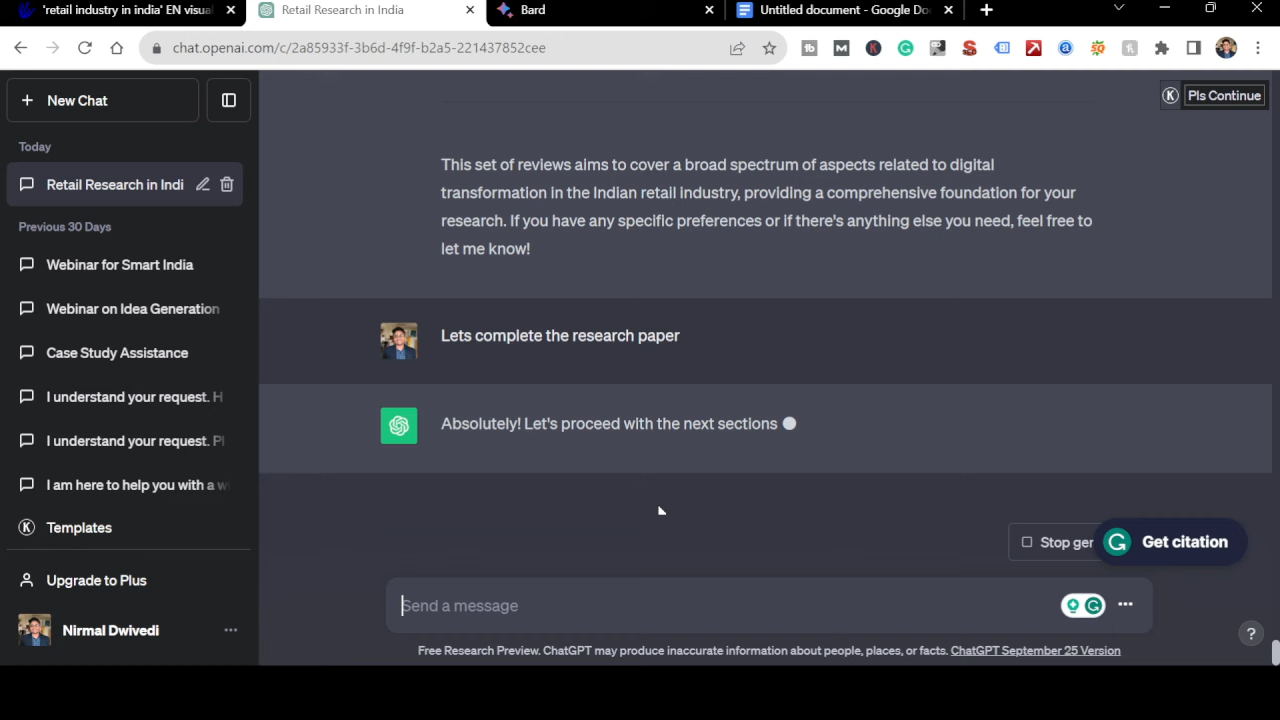 'retail industry in india' EN visua
Retail Research in India
Bard
Untitled document - Google Do
chat.openai.com/c/2a85933f-3b6d-4f9f-b2a5-221437852cee
New Chat
Pls Continue
Today
Retail Research in Indi
Previous 30 Days
Webinar for Smart India
Webinar on Idea Generation
Case Study Assistance
I understand your request. H
I understand your request. Pl
I am here to help you with a w
Templates
Upgrade to Plus
Nirmal Dwivedi
This set of reviews aims to cover a broad spectrum of aspects related to digital
transformation in the Indian retail industry, providing a comprehensive foundation for your
research. If you have any specific preferences or if there's anything else you need, feel free to
let me know!
Lets complete the research paper
Absolutely! Let's proceed with the next sections
Stop ger
Get citation
Send a message
Free Research Preview. ChatGPT may produce inaccurate information about people, places, or facts. ChatGPT September 25 Version
?